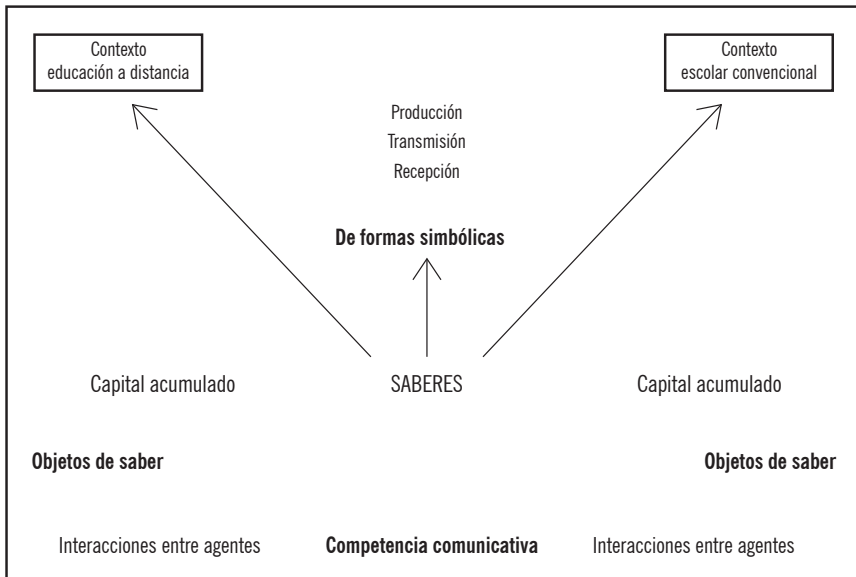 Contexto
educación a distancia
Contexto
escolar convencional
Producción
Transmisión
Recepción
De formas simbólicas
Capital acumulado
SABERES
Capital acumulado
Objetos de saber
Objetos de saber
Interacciones entre agentes
Competencia comunicativa
Interacciones entre agentes